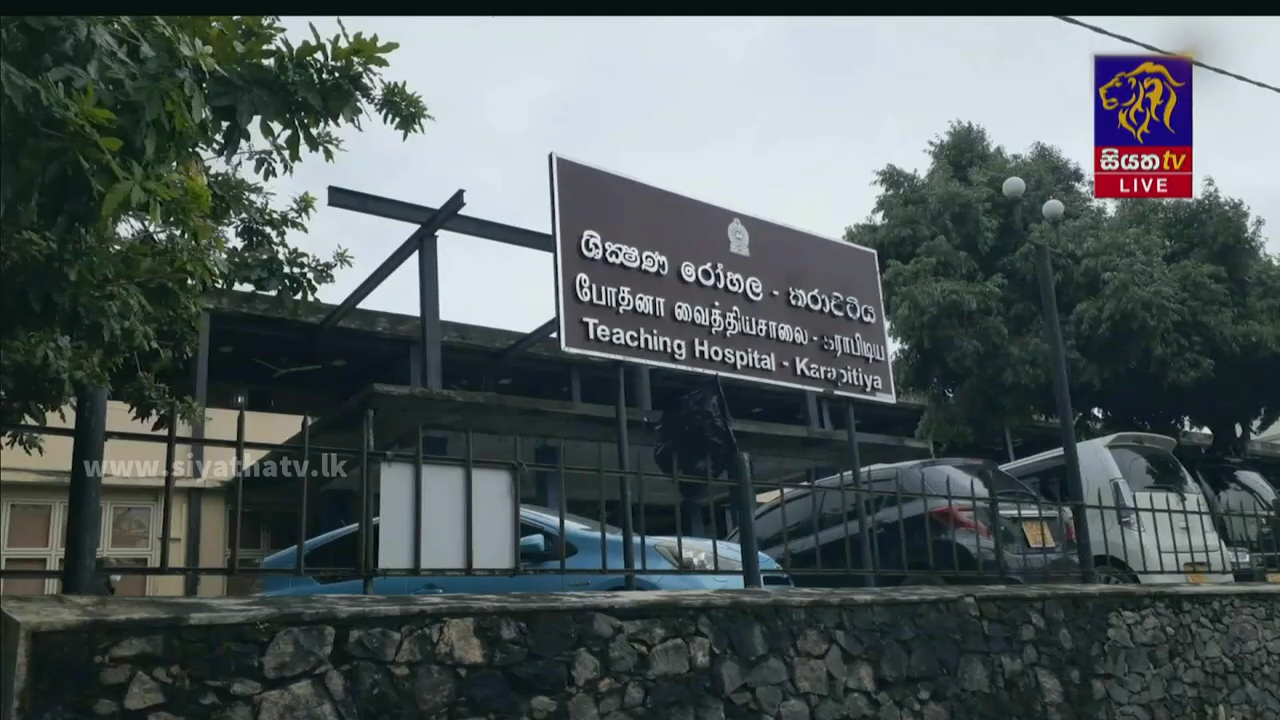 සියත tv
LIVE
ශික්ෂණ රෝහල - කරාපිටිය
போதனா வைத்தியசாலை - கராபிடிய
Teaching Hospital - Karapitiya
www.siyathatv.lk